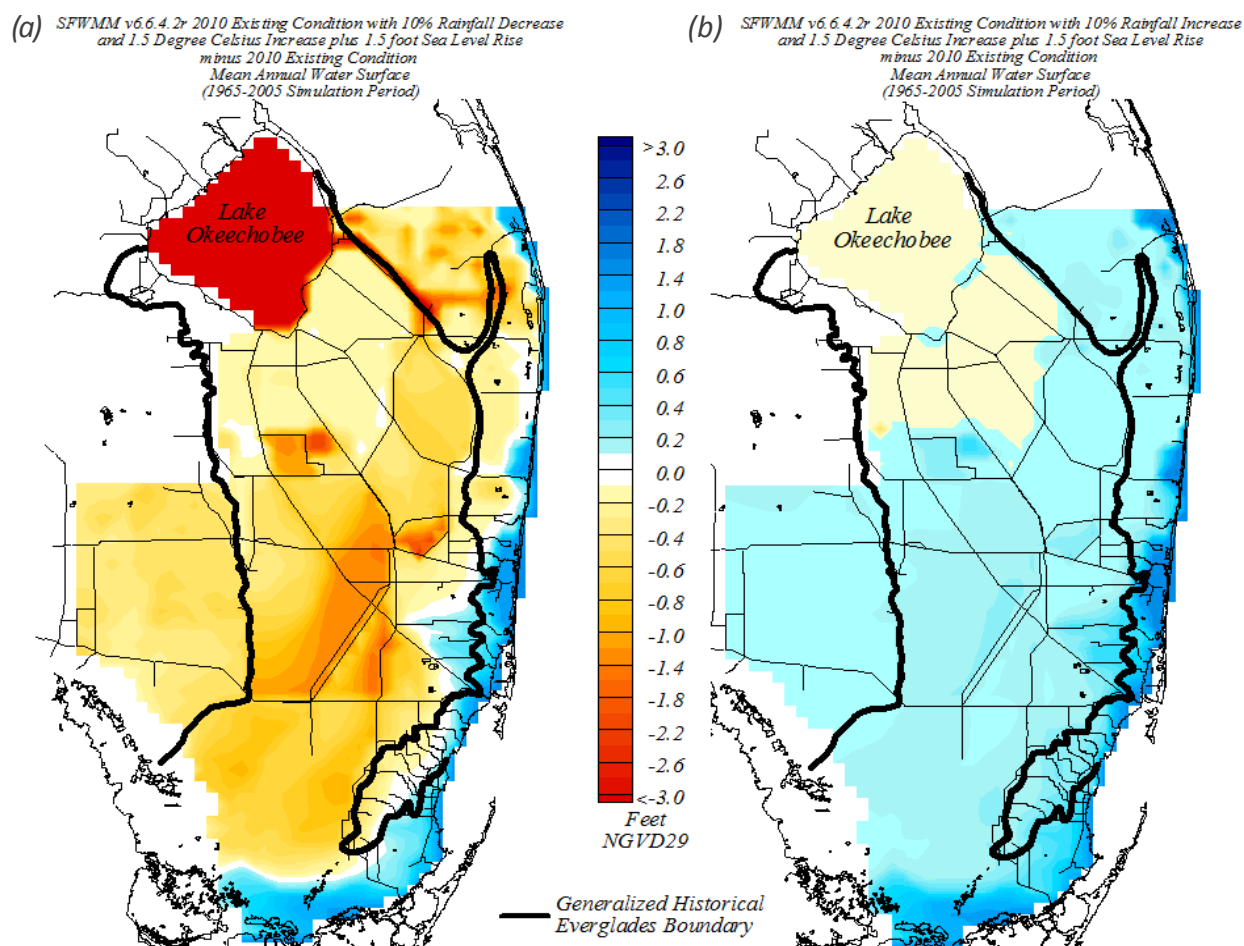 (a)
SFWMM v6.6.4.2r 2010 Existing Condition with 10% Rainfall Decrease
and 1.5 Degree Celsius Increase plus 1.5 foot Sea Level Rise
minus 2010 Existing Condition
Mean Annual Water Surface
(1965-2005 Simulation Period)
(b)
SFWMM v6.6.4.2r 2010 Existing Condition with 10% Rainfall Increase
and 1.5 Degree Celsius Increase plus 1.5 foot Sea Level Rise
minus 2010 Existing Condition
Mean Annual Water Surface
(1965-2005 Simulation Period)
Lake
Okeechobee
>3.0
2.6
2.2
1.8
1.4
1.0
0.8
0.6
0.4
0.2
0.0
-0.2
-0.4
-0.6
-0.8
-1.0
-1.4
-1.8
-2.2
-2.6
<-3.0
Feet
NGVD29
Lake
Okeechobee
Generalized Historical
Everglades Boundary